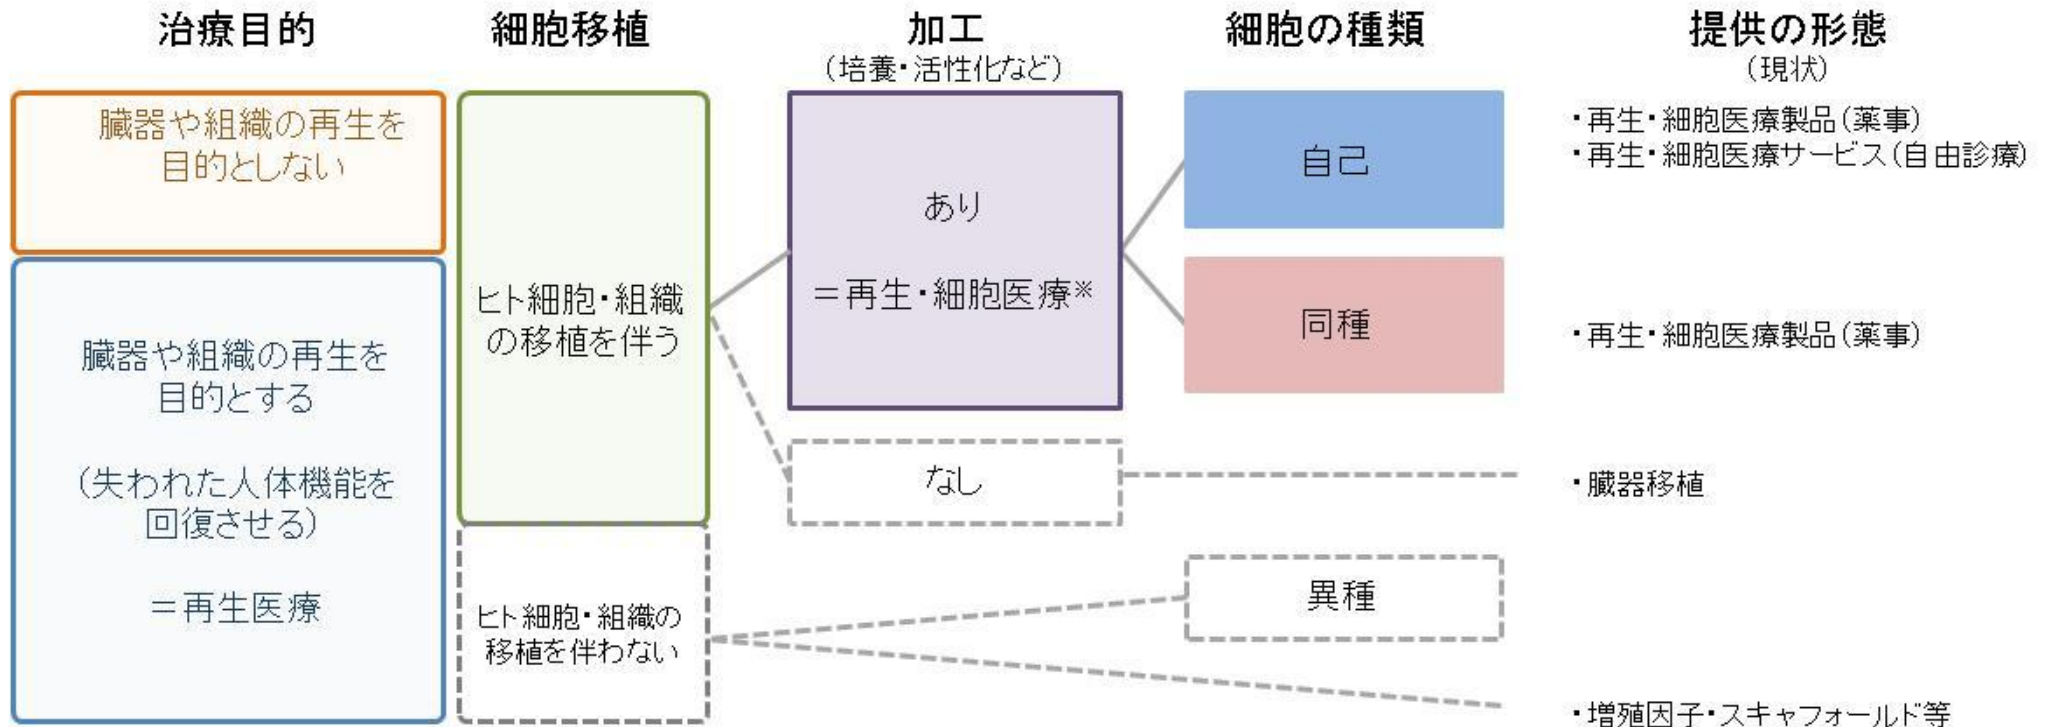 治療目的
細胞移植
加工
(培養・活性化など)
細胞の種類
提供の形態
(現状)
臓器や組織の再生を
目的としない
臓器や組織の再生を
目的とする
(失われた人体機能を
回復させる)
＝再生医療
ヒト細胞・組織
の移植を伴う
ヒト細胞・組織の
移植を伴わない
あり
＝再生・細胞医療※
なし
自己
同種
異種
・再生・細胞医療製品(薬事)
・再生・細胞医療サービス(自由診療)
・再生・細胞医療製品(薬事)
・臓器移植
・増殖因子・スキャフォールド等